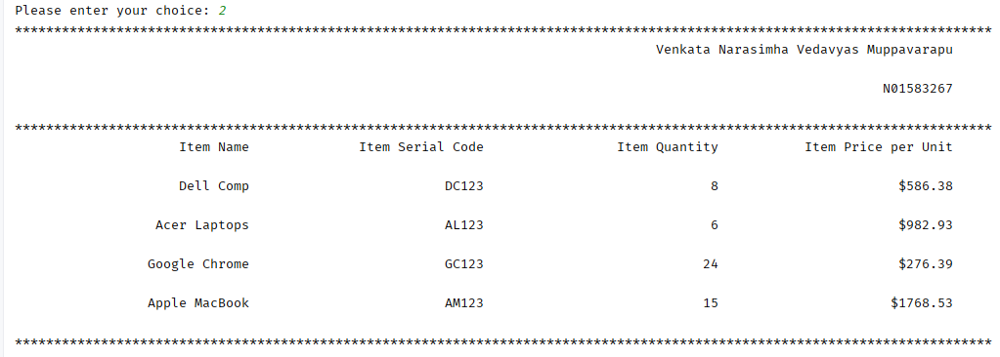 Please enter your choice: 2
*****************************************************************************************************************************
Venkata Narasimha Vedavyas Muppavarapu
N01583267
*****************************************************************************************************************************
Item Name Item Serial Code Item Quantity Item Price per Unit
Dell Comp DC123 8 $586.38
Acer Laptops AL123 6 $982.93
Google Chrome GC123 24 $276.39
Apple MacBook AM123 15 $1768.53
*****************************************************************************************************************************